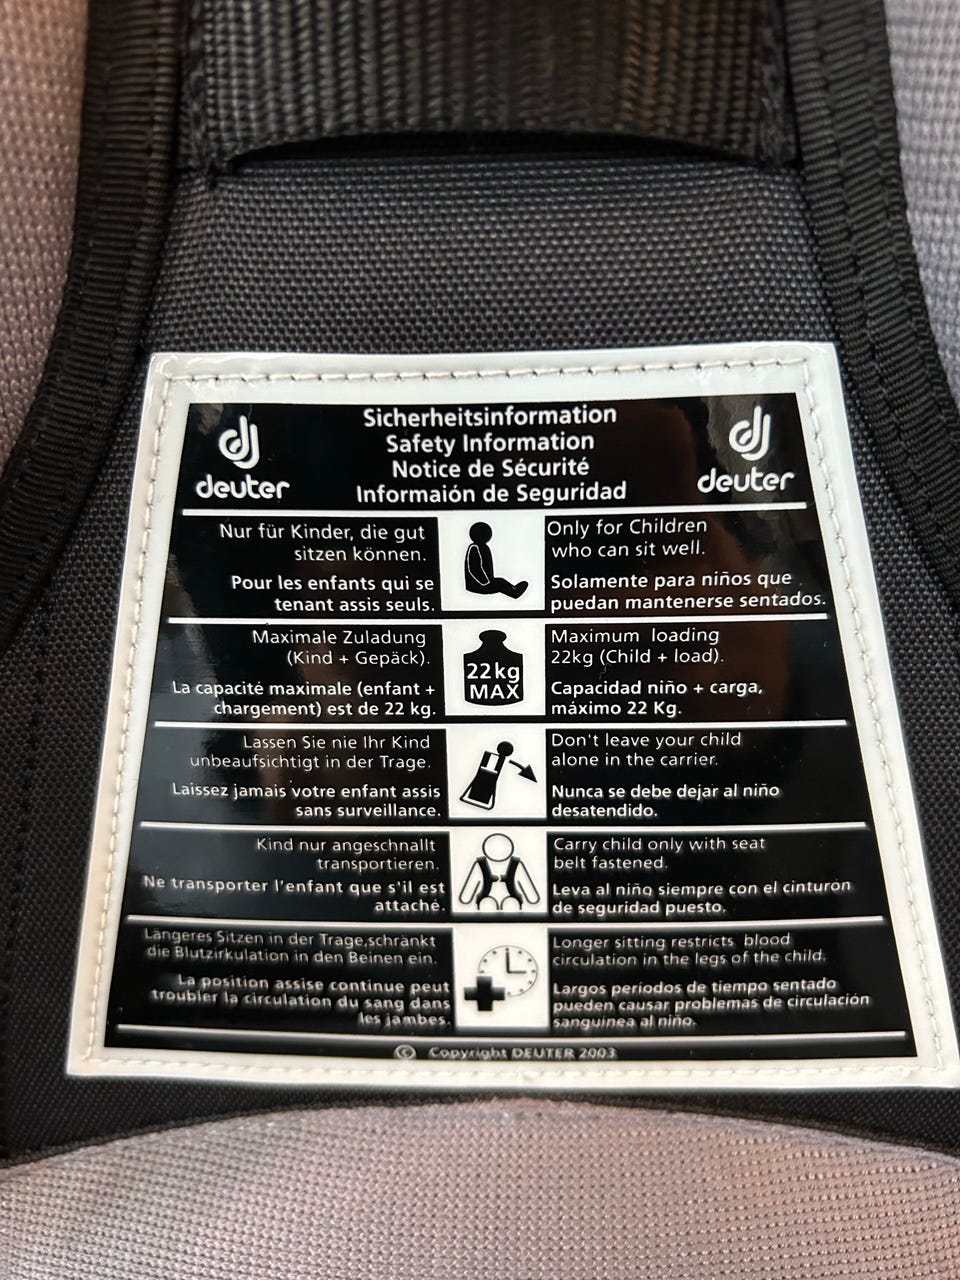 deuter
Sicherheitsinformation
Safety Information
Notice de Sécurité
Informaión de Seguridad
deuter
Nur für Kinder, die gut
sitzen können.
Pour les enfants qui se
tenant assis seuls.
Only for Children
who can sit well.
Solamente para niños que
puedan mantenerse sentados.
Maximale Zuladung
(Kind + Gepäck).
La capacité maximale (enfant +
chargement) est de 22 kg.
22kg
MAX
Maximum loading
22kg (Child + load).
Capacidad niño + carga,
máximo 22 Kg.
Lassen Sie nie Ihr Kind
unbeaufsichtigt in der Trage.
Laissez jamais votre enfant assis
sans surveillance.
Don't leave your child
alone in the carrier.
Nunca se debe dejar al niño
desatendido.
Kind nur angeschnallt
transportieren.
Ne transporter l'enfant que s'il est
attaché.
Carry child only with seat
belt fastened.
Leva al niño siempre con el cinturon
de seguridad puesto.
Längeres Sitzen in der Trage,schränkt
die Blutzirkulation in den Beinen ein.
La position assise continue peut
troubler la circulation du sang dans
les jambes.
Longer sitting restricts blood
circulation in the legs of the child.
Largos periodos de tiempo sentado
pueden causar problemas de circulación
sanguinea al niño.
© Copyright DEUTER 2003